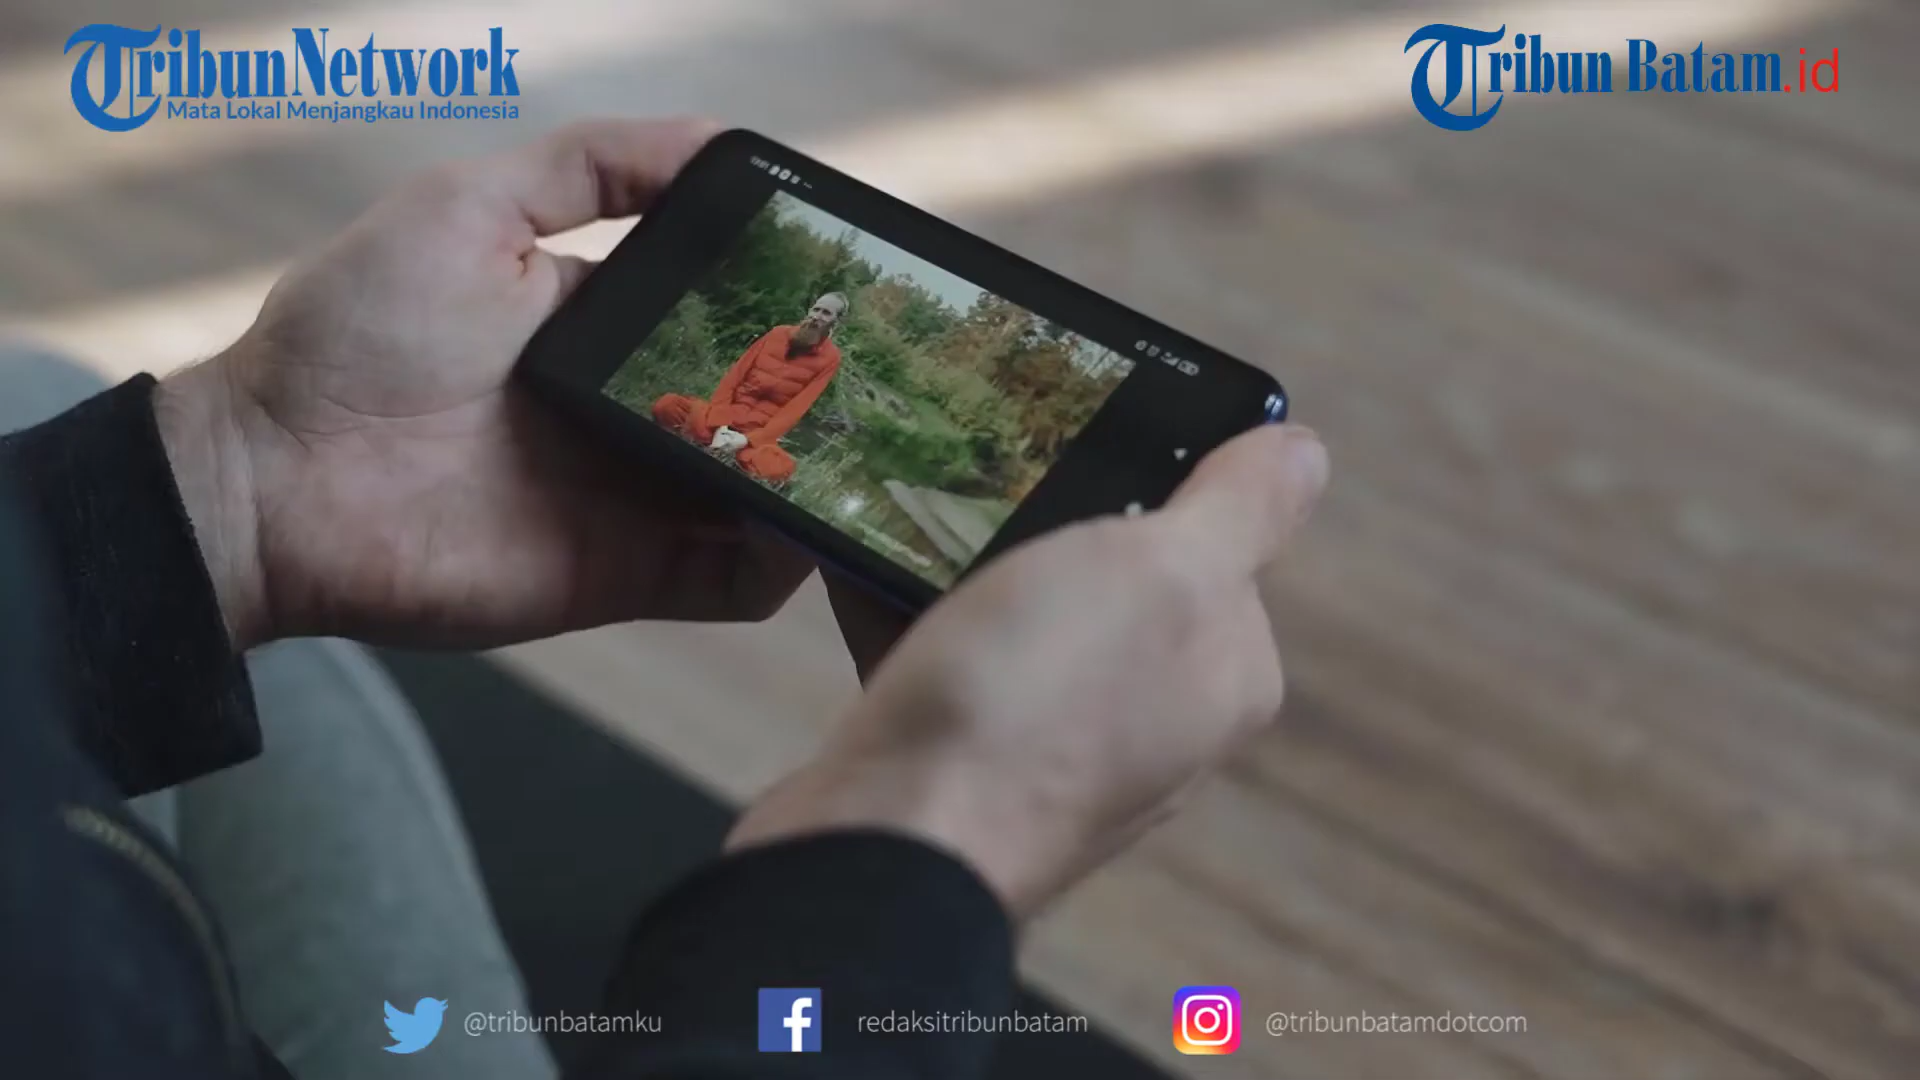 TribunNetwork
Mata Lokal Menjangkau Indonesia
Tribun Batam.id
@tribunbatamku
redaksitribunbatam
@tribunbatamdotcom